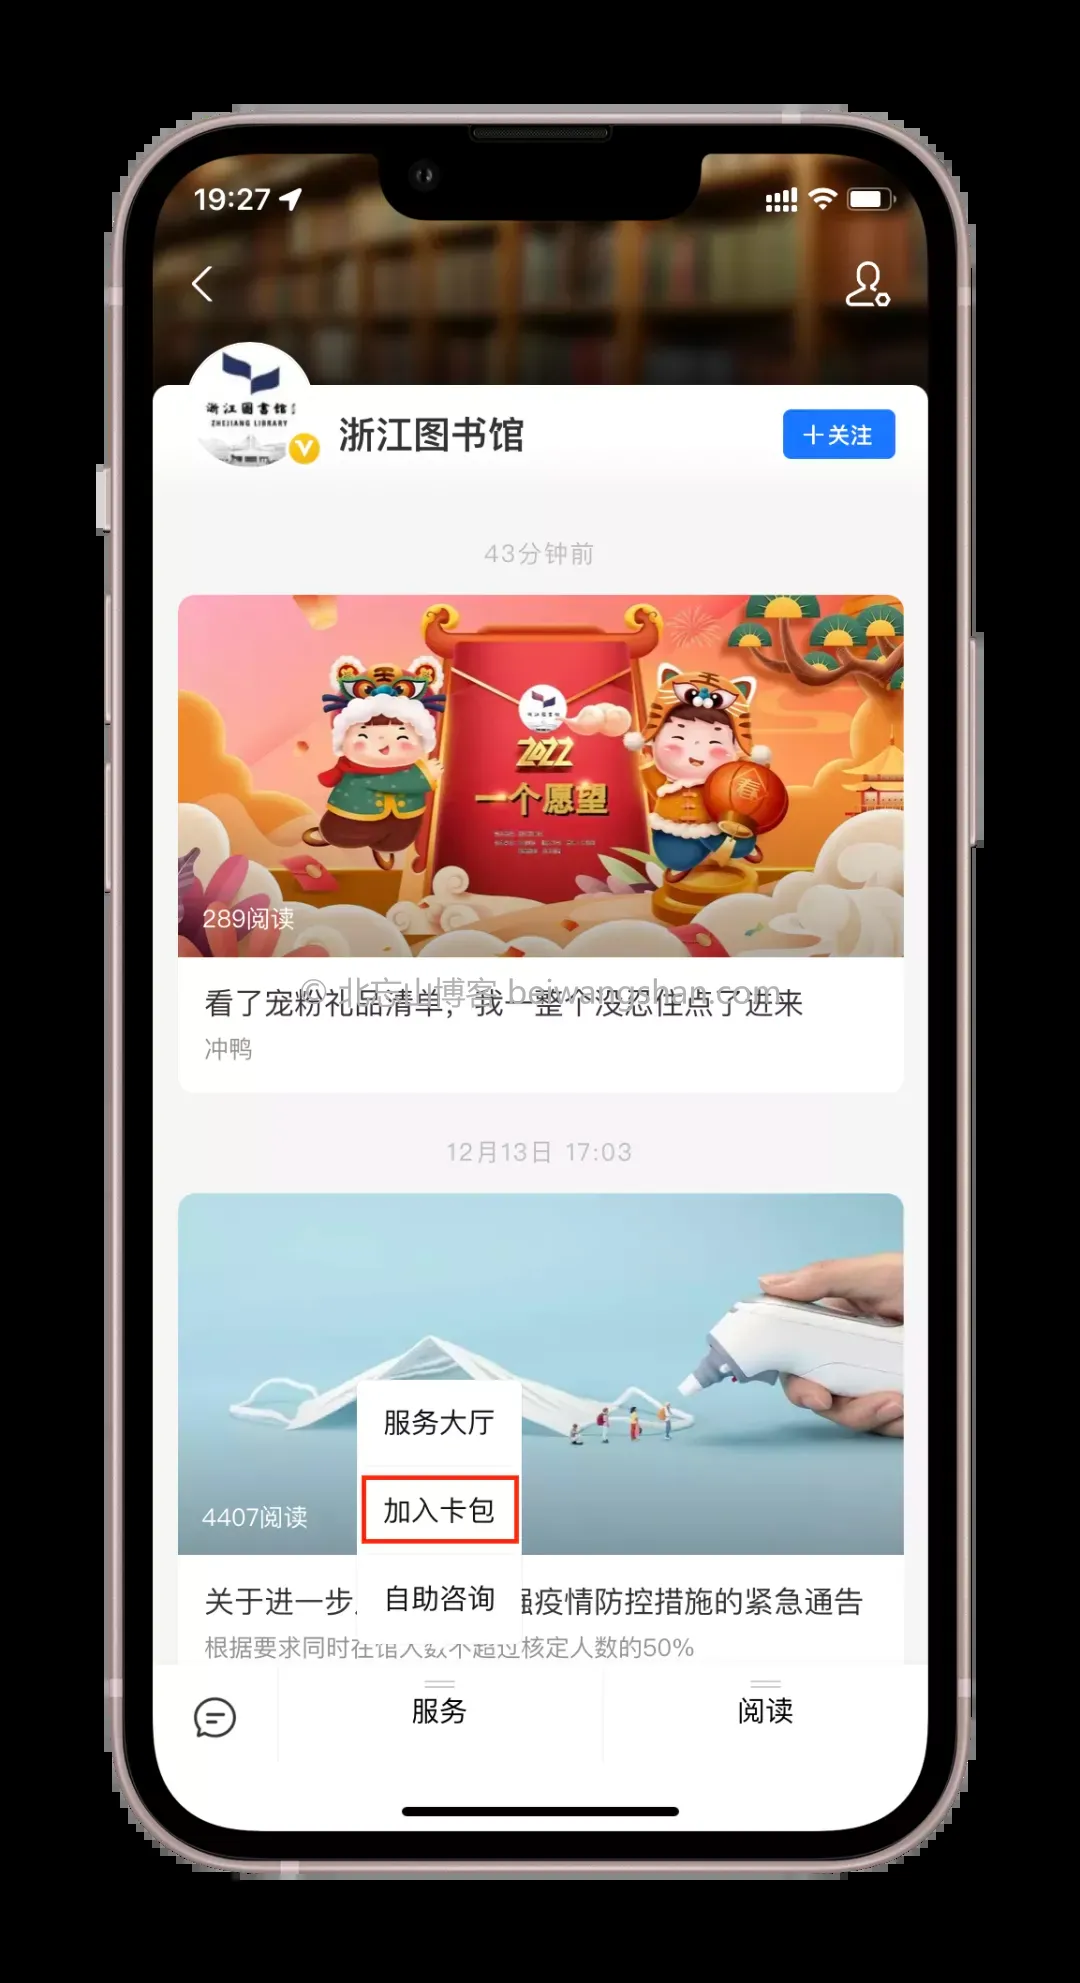 19:27
浙江图书馆
ZHEJIANG LIBRARY
浙江图书馆
+关注
43分钟前
2022
一个愿望
春
289阅读
© 北忘山博客 beiwangshan.com
看了宠粉礼品清单，我一整个没忍住点了进来
冲鸭
12月13日 17:03
4407阅读
服务大厅
加入卡包
自助咨询
关于进一步
强疫情防控措施的紧急通告
根据要求同时在馆人数不超过核定人数的50%
服务
阅读